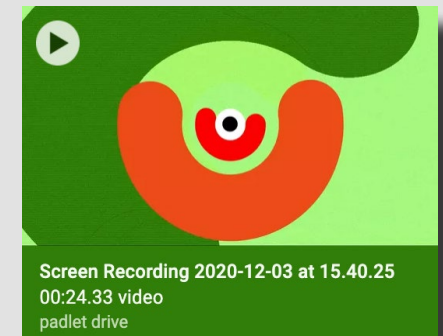 Screen Recording 2020-12-03 at 15.40.25
00:24.33 video
padlet drive